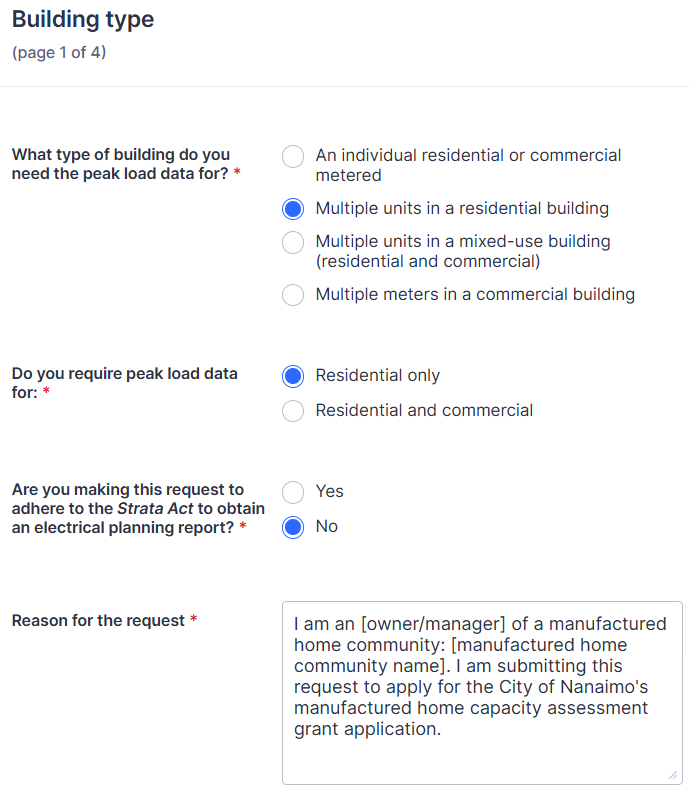 Building type
(page 1 of 4)
What type of building do you
need the peak load data for? *
An individual residential or commercial
metered
Multiple units in a residential building
Multiple units in a mixed-use building
(residential and commercial)
Multiple meters in a commercial building
Do you require peak load data
for: *
Residential only
Residential and commercial
Are you making this request to
adhere to the Strata Act to obtain
an electrical planning report? *
Yes
No
Reason for the request *
I am an [owner/manager] of a manufactured
home community: [manufactured home
community name]. I am submitting this
request to apply for the City of Nanaimo's
manufactured home capacity assessment
grant application.